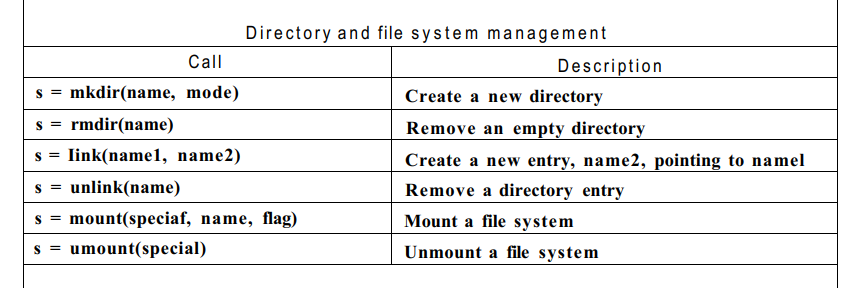 Directory and file system management
Call Description
s = mkdir(name, mode) Create a new directory
s = rmdir(name) Remove an empty directory
s = Iink(name1, name2) Create a new entry, name2, pointing to namel
s = unlink(name) Remove a directory entry
s = mount(speciaf, name, flag) Mount a file system
s = umount(special) Unmount a file system